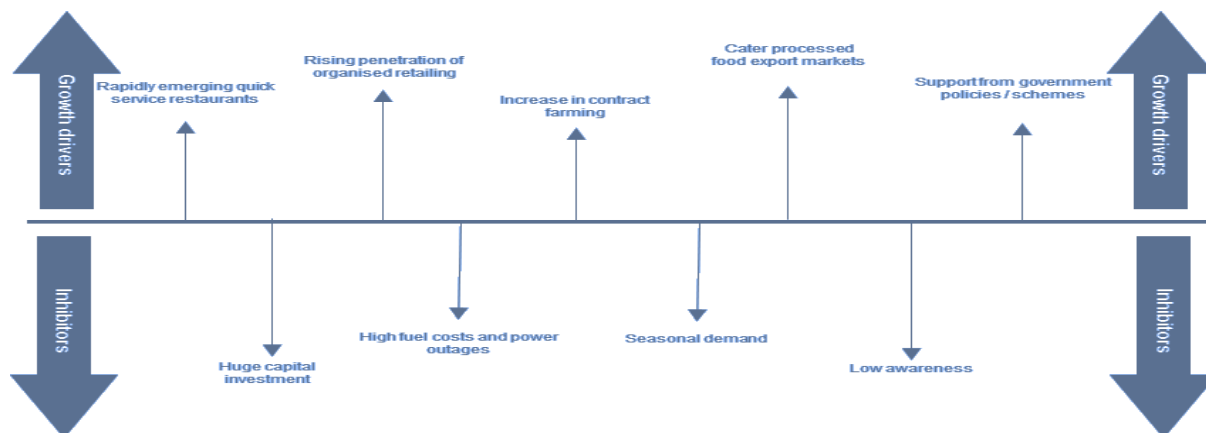 Growth drivers
Rapidly emerging quick
service restaurants
Rising penetration of
organised retailing
Increase in contract
farming
Cater processed
food export markets
Support from government
policies / schemes
Growth drivers
Inhibitors
Huge capital
investment
High fuel costs and power
outages
Seasonal demand
Low awareness
Inhibitors